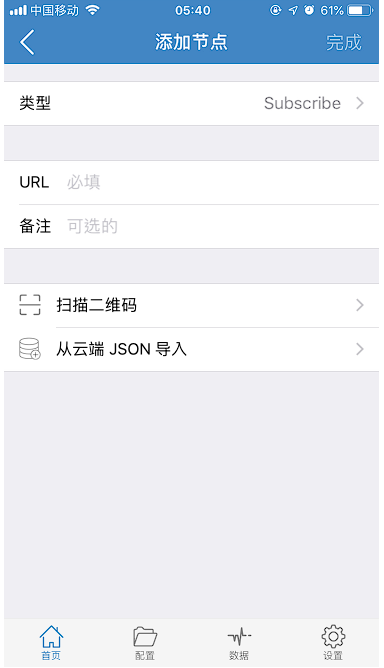 中国移动 05:40 61%
添加节点 完成
类型 Subscribe
URL 必填
备注 可选的
扫描二维码
从云端 JSON 导入
首页 配置 数据 设置